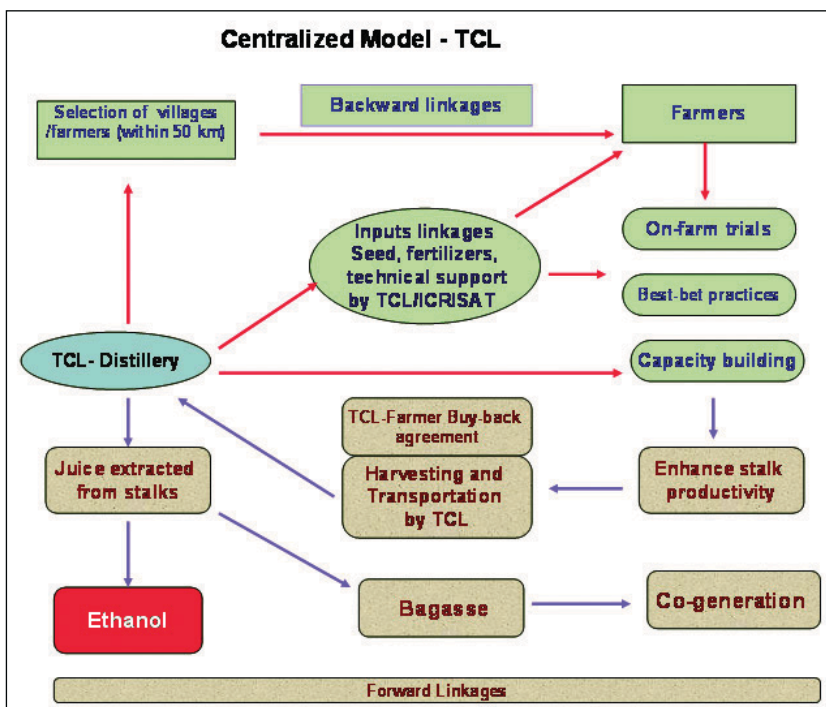 Centralized Model - TCL
Selection of villages
/farmers (within 50 km)
Backward linkages
Farmers
Inputs linkages
Seed, fertilizers,
technical support
by TCL/ICRISAT
On-farm trials
Best-bet practices
TCL- Distillery
Capacity building
TCL-Farmer Buy-back
agreement
Juice extracted
from stalks
Harvesting and
Transportation
by TCL
Enhance stalk
productivity
Ethanol
Bagasse
Co-generation
Forward Linkages